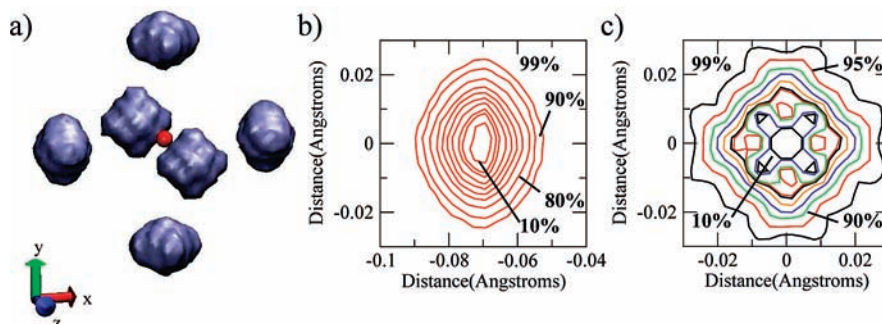 a)
y
x
z
b)
Distance(Angstroms)
0.02
0
-0.02
99%
90%
80%
10%
-0.1
-0.08
-0.06
-0.04
Distance(Angstroms)
c)
Distance(Angstroms)
0.02
0
-0.02
99%
95%
10%
90%
-0.02
0
0.02
Distance(Angstroms)